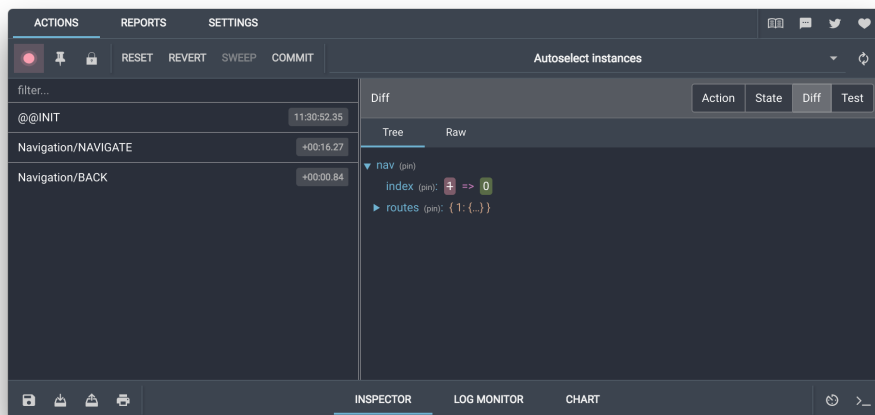 ACTIONS REPORTS SETTINGS
RESET REVERT SWEEP COMMIT Autoselect instances
filter...
Diff Action State Diff Test
@@INIT 11:30:52.35
Tree Raw
Navigation/NAVIGATE +00:16.27
nav (pin)
Navigation/BACK +00:00.84
index (pin): 1 => 0
routes (pin): { 1: {…} }
INSPECTOR LOG MONITOR CHART